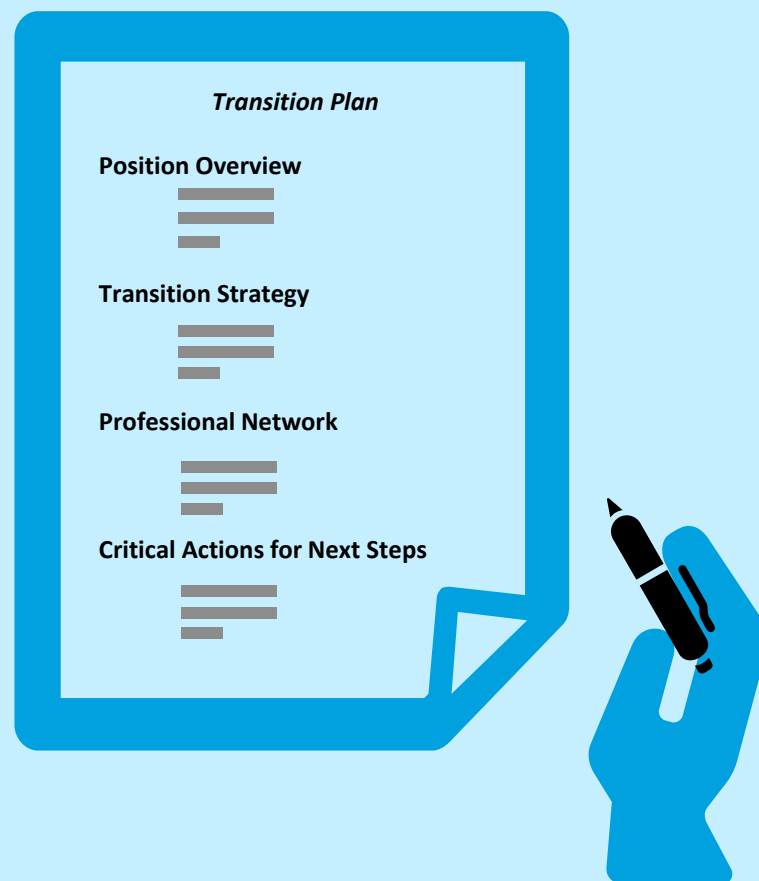 Transition Plan
Position Overview
Transition Strategy
Professional Network
Critical Actions for Next Steps